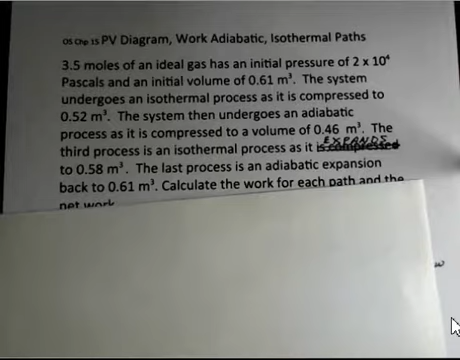 OS Chp 15 PV Diagram, Work Adiabatic, Isothermal Paths
3.5 moles of an ideal gas has an initial pressure of 2 x 10⁴
Pascals and an initial volume of 0.61 m³. The system
undergoes an isothermal process as it is compressed to
0.52 m³. The system then undergoes an adiabatic
process as it is compressed to a volume of 0.46 m³. The
EXPANDS
third process is an isothermal process as it is compressed
to 0.58 m³. The last process is an adiabatic expansion
back to 0.61 m³. Calculate the work for each path and the
net work
w